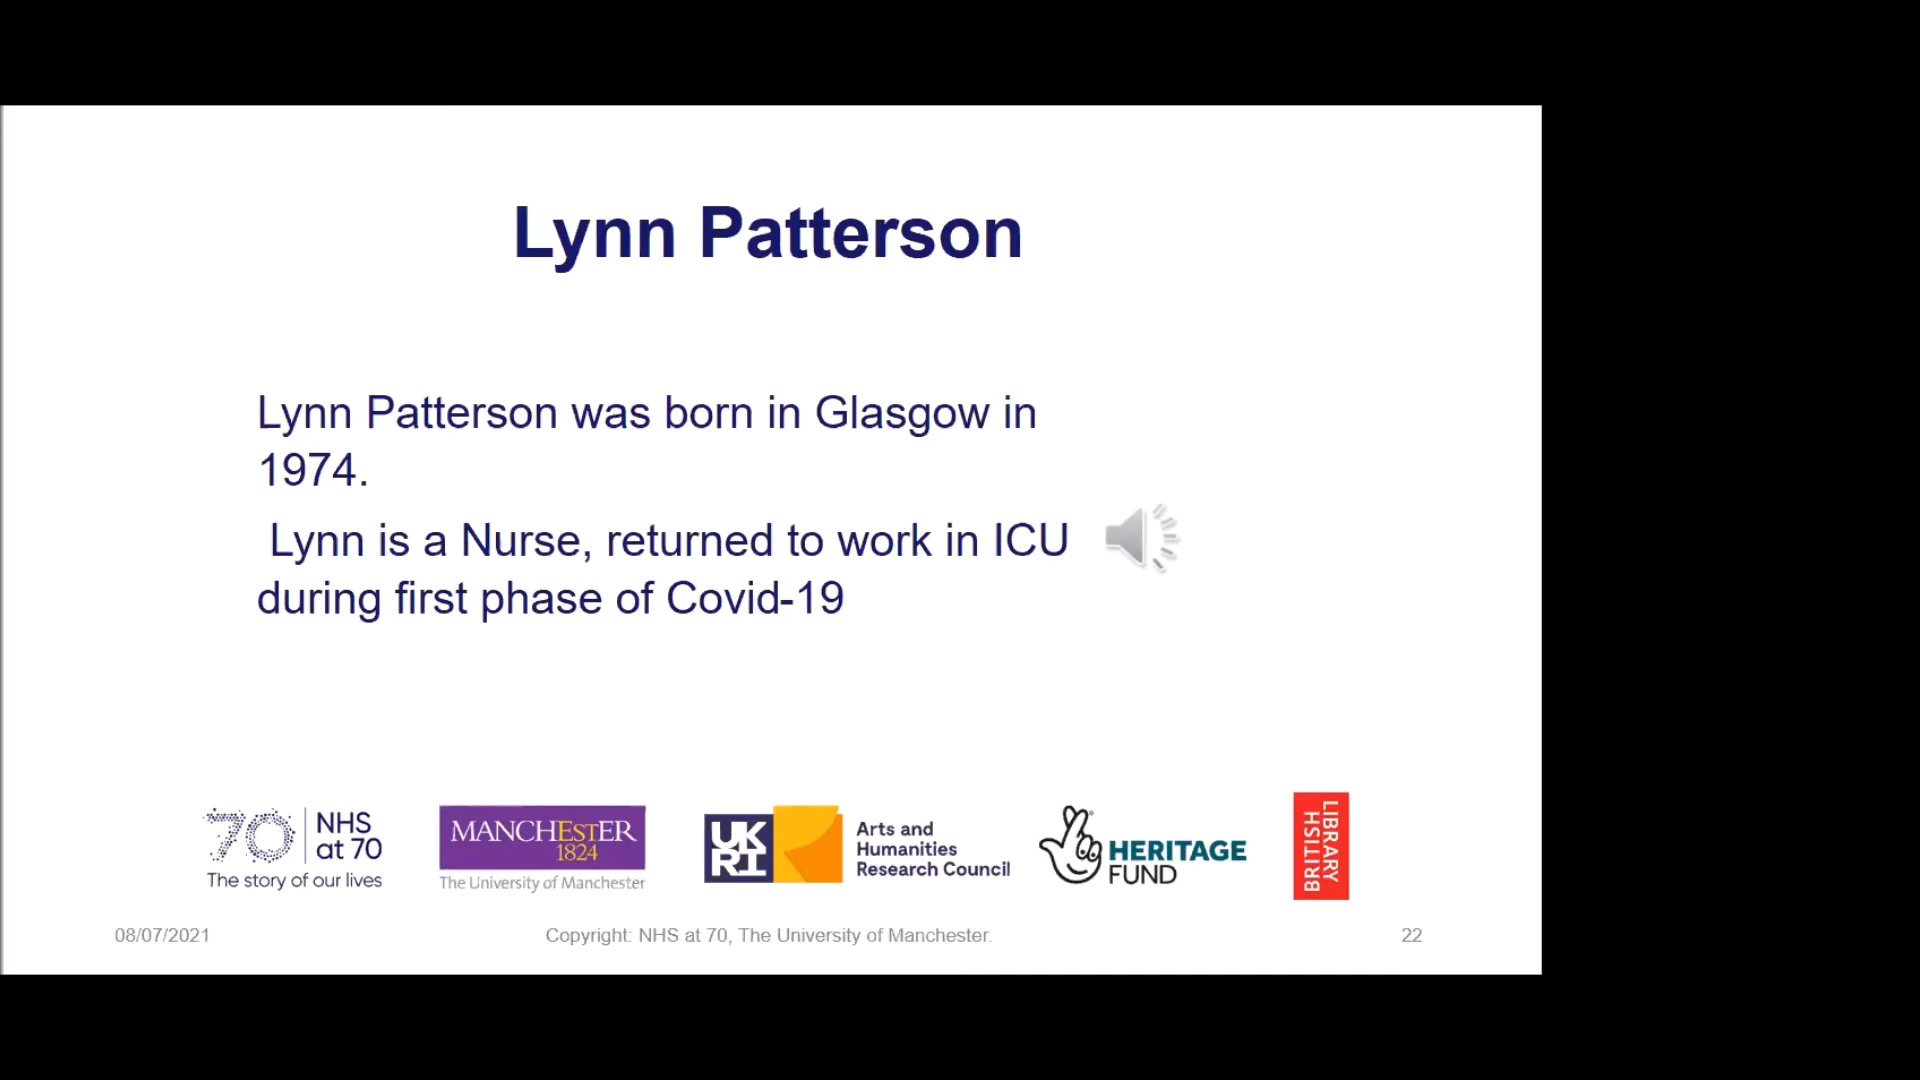 Lynn Patterson
Lynn Patterson was born in Glasgow in
1974.
Lynn is a Nurse, returned to work in ICU
during first phase of Covid-19
70 NHS
at 70
The story of our lives
MANCHESTER
1824
The University of Manchester
UK
RI
Arts and
Humanities
Research Council
HERITAGE
FUND
BRITISH
LIBRARY
08/07/2021
Copyright: NHS at 70, The University of Manchester.
22